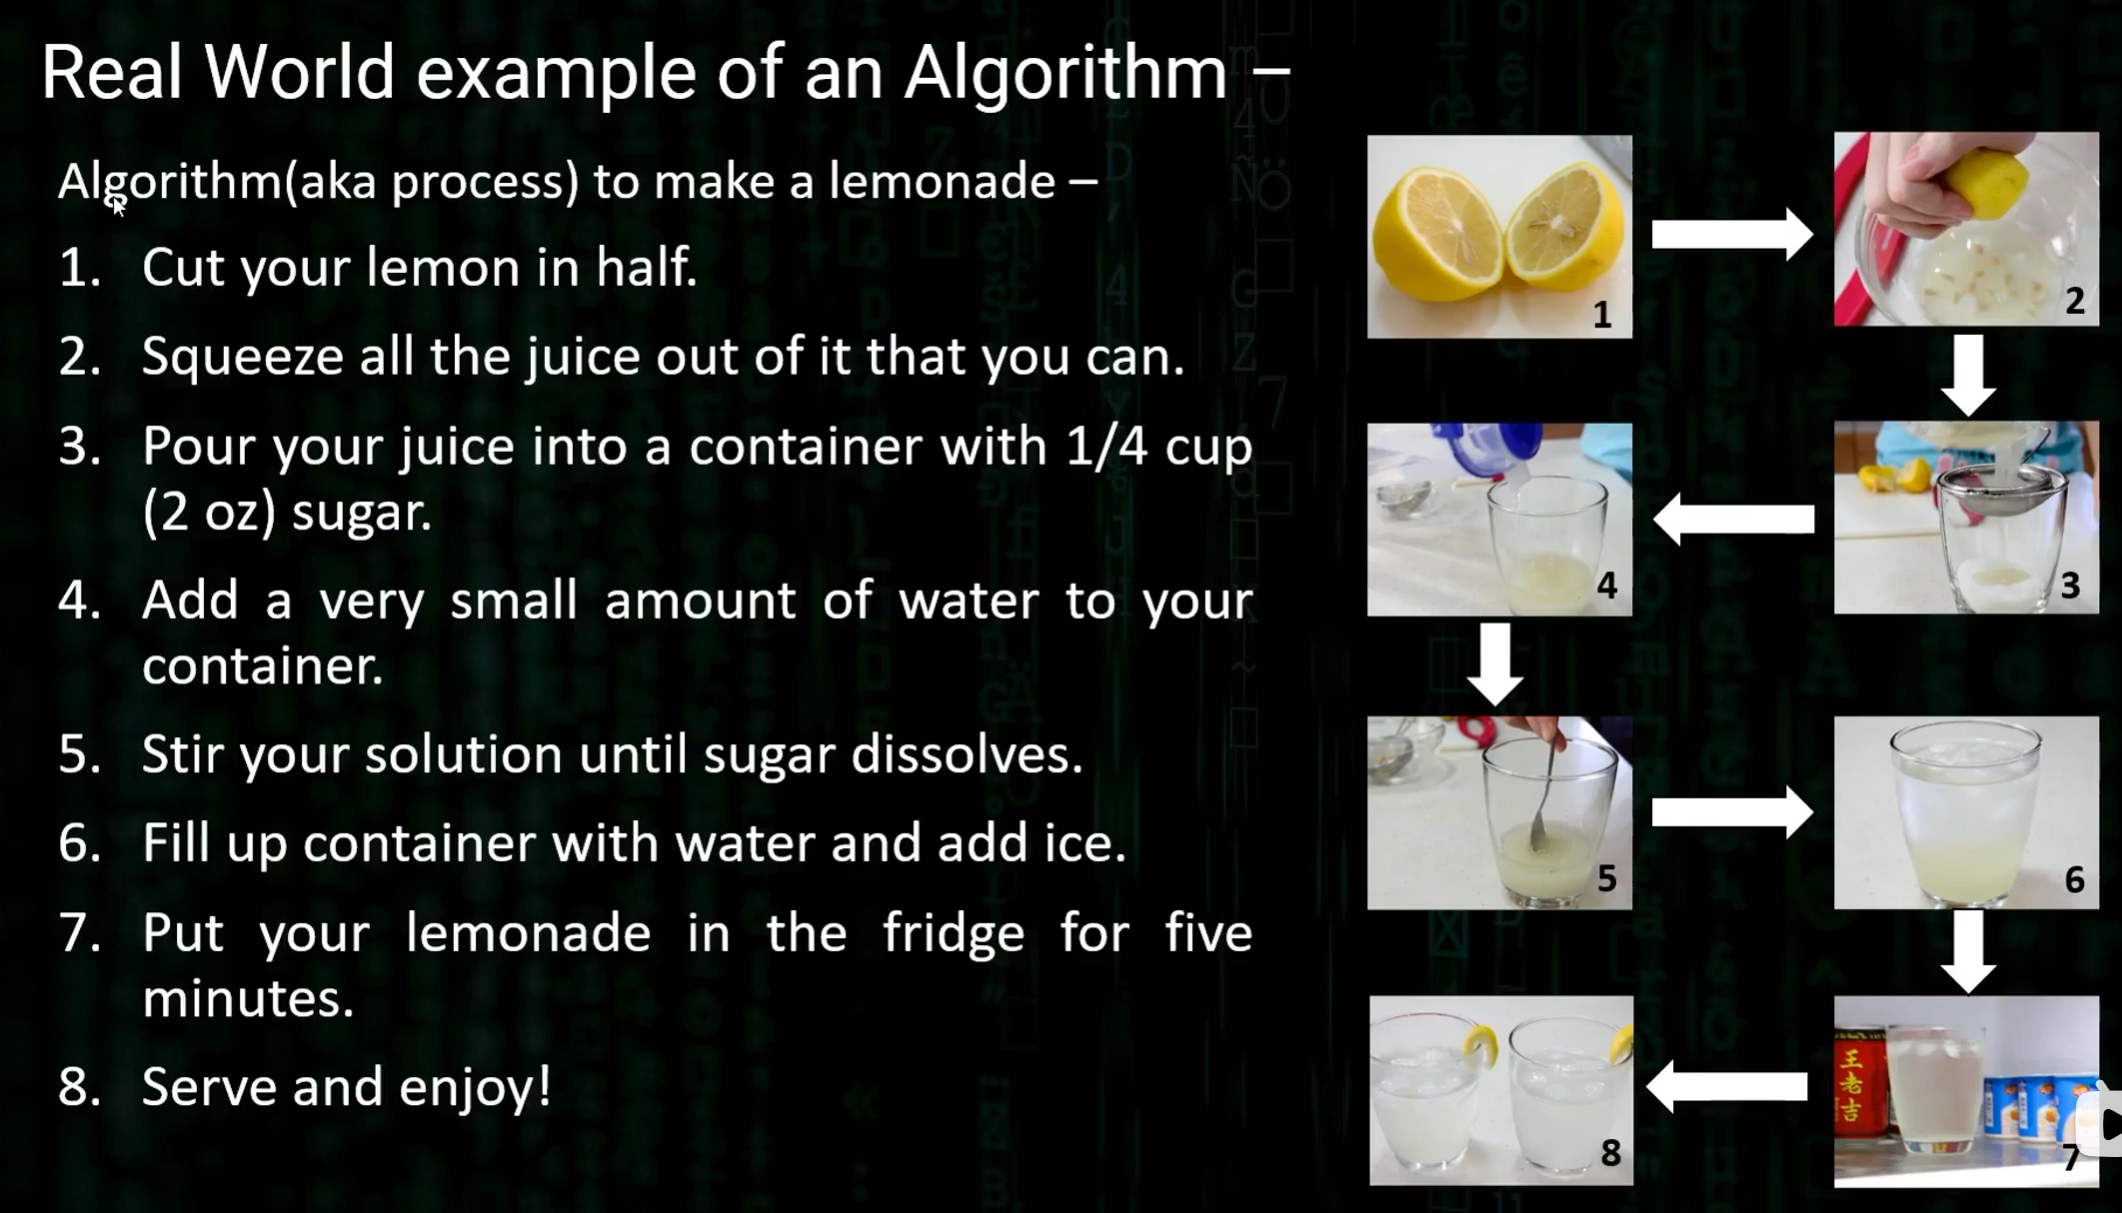 Real World example of an Algorithm –
Algorithm(aka process) to make a lemonade –
1. Cut your lemon in half.
2. Squeeze all the juice out of it that you can.
3. Pour your juice into a container with 1/4 cup
(2 oz) sugar.
4. Add a very small amount of water to your
container.
5. Stir your solution until sugar dissolves.
6. Fill up container with water and add ice.
7. Put your lemonade in the fridge for five
minutes.
8. Serve and enjoy!
1
2
4
3
5
6
8
王老吉
7